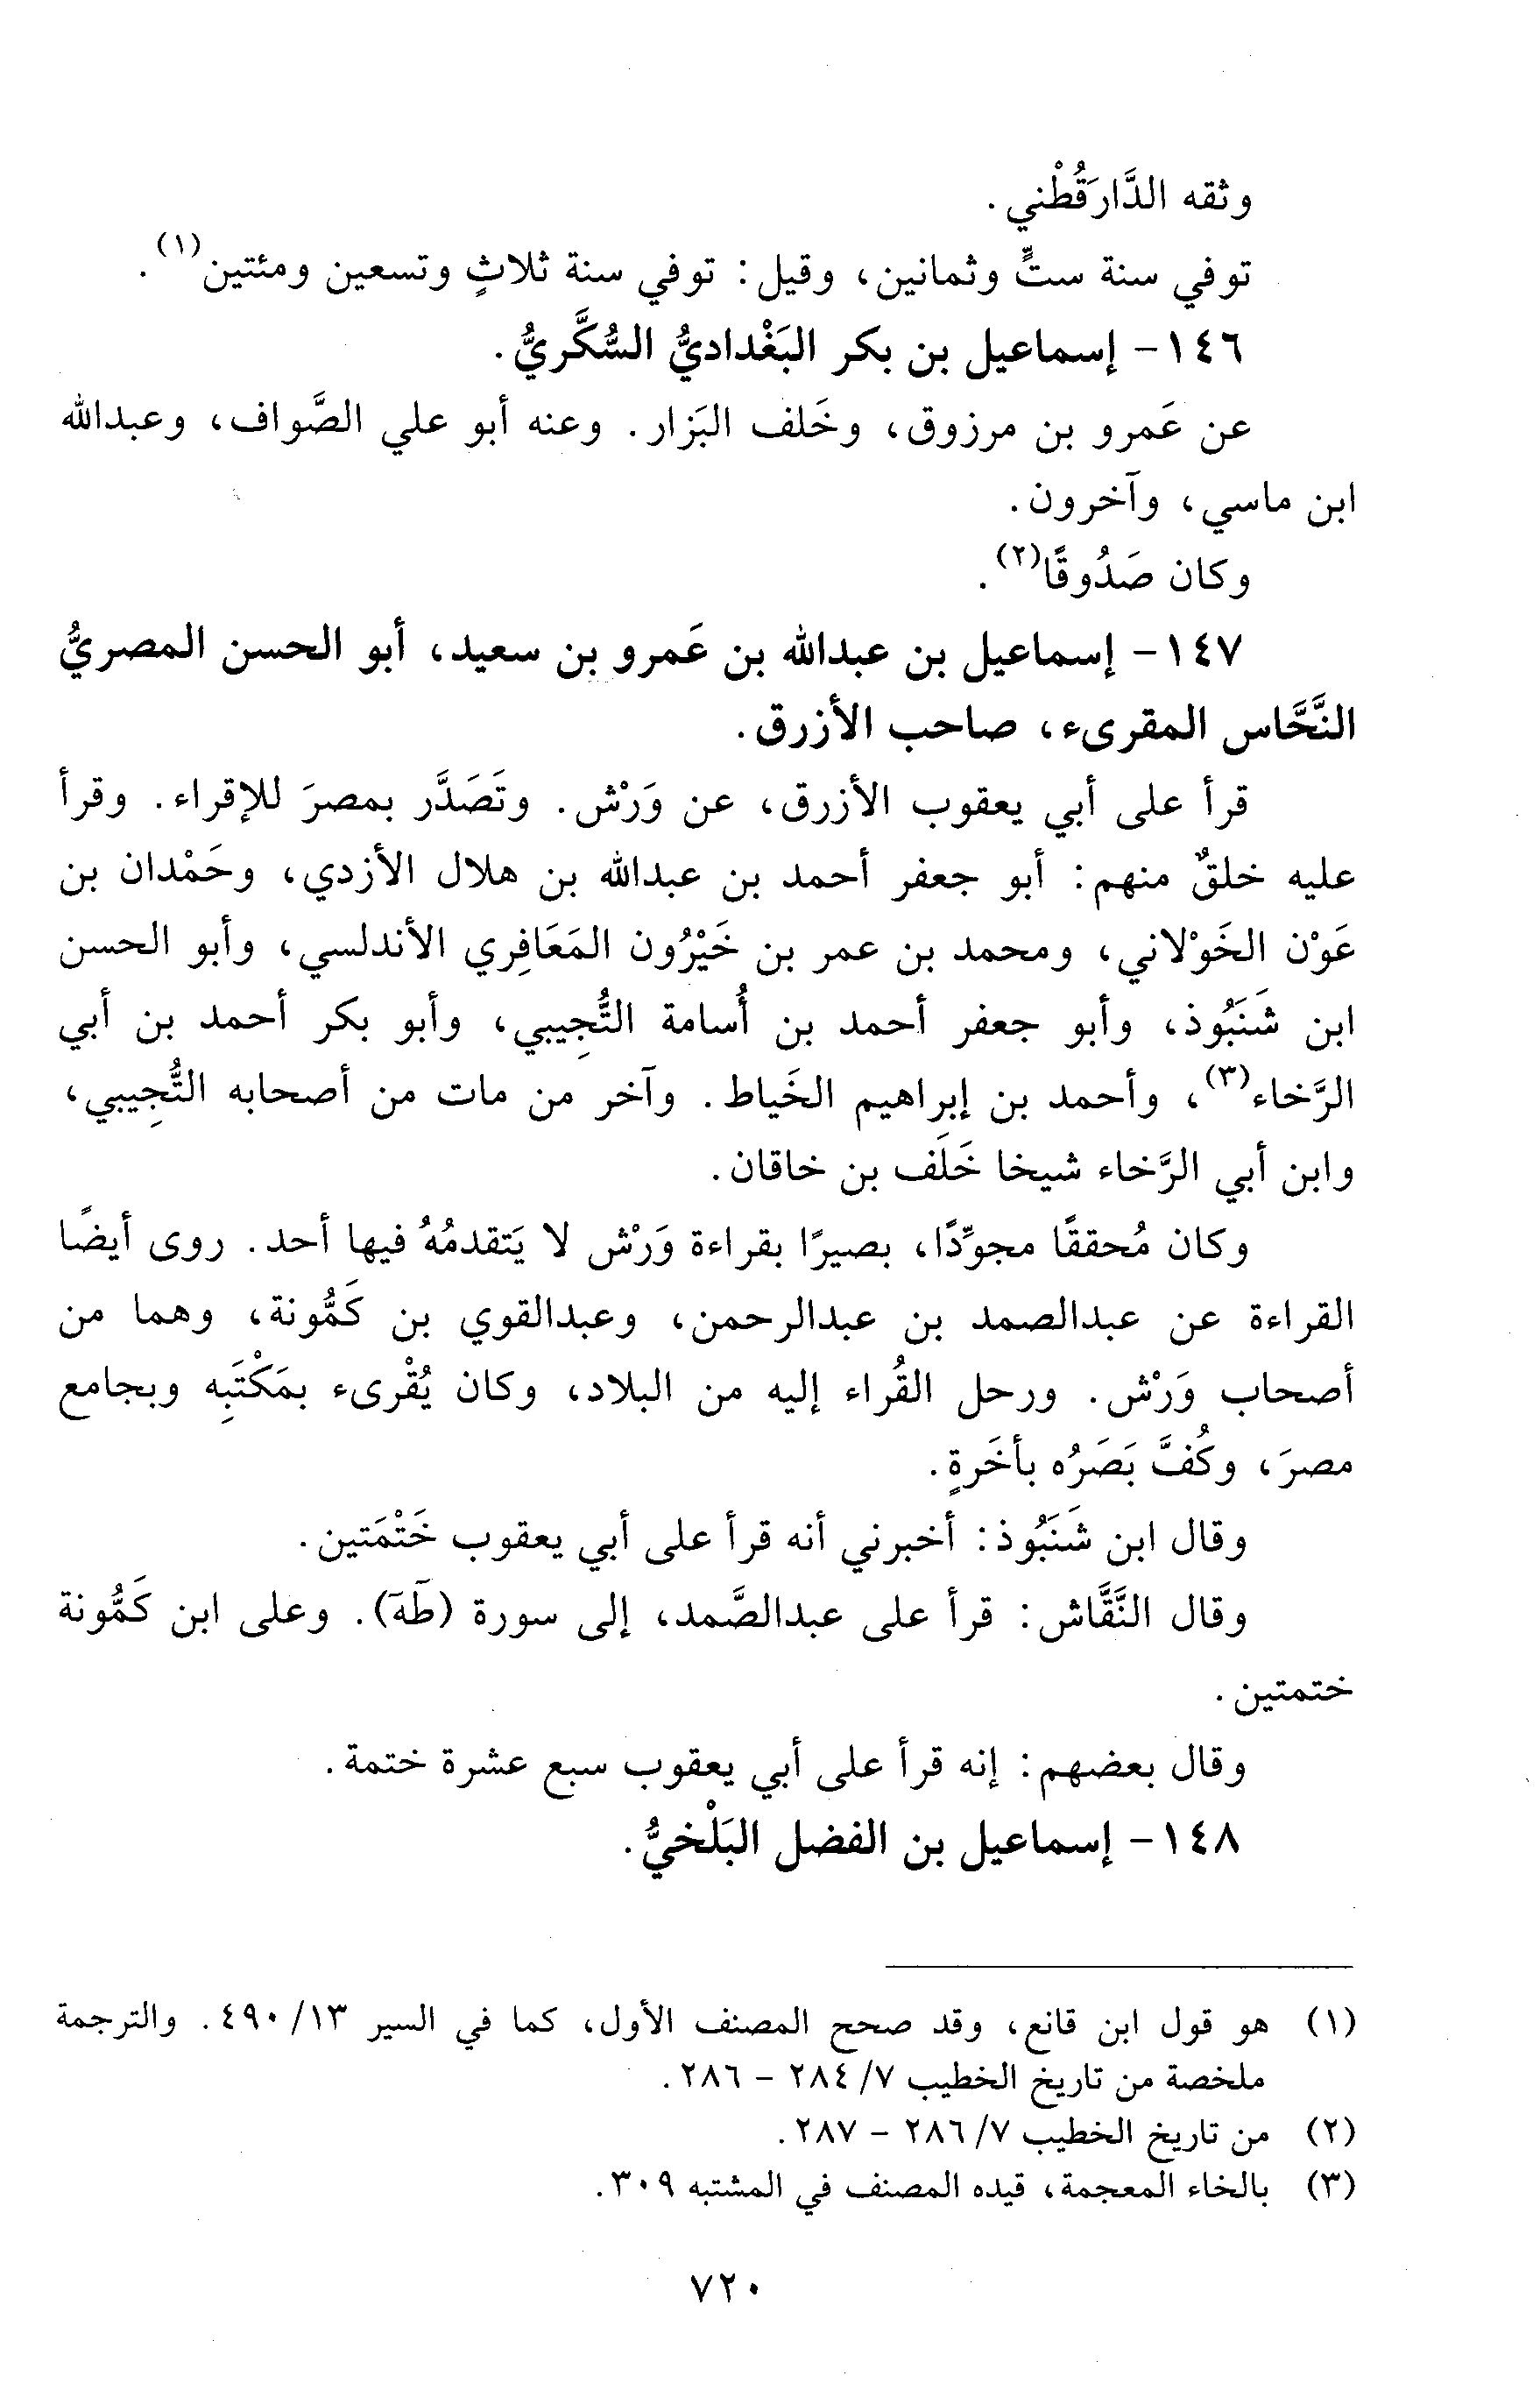 وثقه الدَّارَقُطْني.
توفي سنة ستٍّ وثمانين، وقيل: توفي سنة ثلاثٍ وتسعين ومئتين(١).
١٤٦- إسماعيل بن بكر البَغْداديُّ السُّكَّريُّ.
عن عَمرو بن مرزوق، وخَلف البَزار. وعنه أبو علي الصَّواف، وعبدالله
ابن ماسي، وآخرون.
وكان صَدُوقًا(٢).
١٤٧- إسماعيل بن عبدالله بن عَمرو بن سعيد، أبو الحسن المصريُّ
النَّحَّاس المقرىء، صاحب الأزرق.
قرأ على أبي يعقوب الأزرق، عن وَرْش. وتَصَدَّر بمصرَ للإقراء. وقرأ
عليه خلقٌ منهم: أبو جعفر أحمد بن عبدالله بن هلال الأزدي، وحَمْدان بن
عَوْن الخَوْلاني، ومحمد بن عمر بن خَيْرُون المَعَافِري الأندلسي، وأبو الحسن
ابن شَنَبُوذ، وأبو جعفر أحمد بن أُسامة التُّجِيبي، وأبو بكر أحمد بن أبي
الرَّخاء(٣)، وأحمد بن إبراهيم الخَياط. وآخر من مات من أصحابه التُّجِيبي،
وابن أبي الرَّخاء شيخا خَلَف بن خاقان.
وكان مُحققًا مجوِّدًا، بصيرًا بقراءة وَرْش لا يَتقدمُهُ فيها أحد. روى أيضًا
القراءة عن عبدالصمد بن عبدالرحمن، وعبدالقوي بن كَمُّونة، وهما من
أصحاب وَرْش. ورحل القُراء إليه من البلاد، وكان يُقْرىء بمَكْتَبِه وبجامع
مصرَ، وكُفَّ بَصَرُه بأخَرةٍ.
وقال ابن شَنَبُوذ: أخبرني أنه قرأ على أبي يعقوب خَتْمَتين.
وقال النَّقَّاش: قرأ على عبدالصَّمد، إلى سورة (طَهَ). وعلى ابن كَمُّونة
ختمتين.
وقال بعضهم: إنه قرأ على أبي يعقوب سبع عشرة ختمة.
١٤٨- إسماعيل بن الفضل البَلْخيُّ.
(١) هو قول ابن قانع، وقد صحح المصنف الأول، كما في السير ١٣/ ٤٩٠. والترجمة
ملخصة من تاريخ الخطيب ٧/ ٢٨٤ - ٢٨٦.
(٢) من تاريخ الخطيب ٧/ ٢٨٦ - ٢٨٧.
(٣) بالخاء المعجمة، قيده المصنف في المشتبه ٣٠٩.
٧٢٠